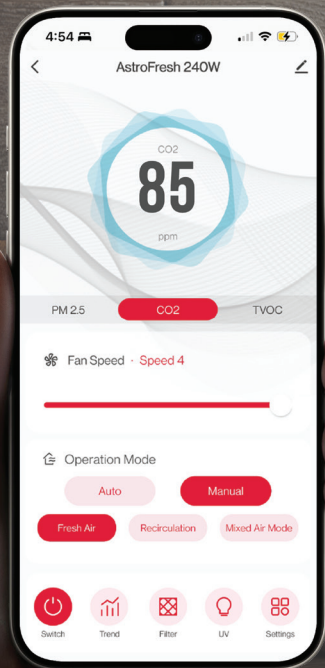 4:54
AstroFresh 240W
CO2
85
ppm
PM 2.5 CO2 TVOC
Fan Speed · Speed 4
Operation Mode
Auto Manual
Fresh Air Recirculation Mixed Air Mode
Switch Trend Filter UV Settings